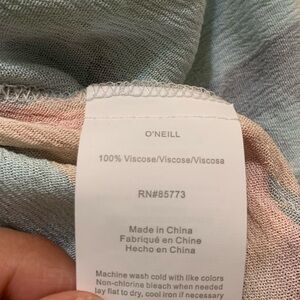 O'NEILL
100% Viscose/Viscose/Viscosa
RN#85773
Made in China
Fabriqué en Chine
Hecho en China
Machine wash cold with like colors
Non-chlorine bleach when needed
lay flat to dry, cool iron if necessary